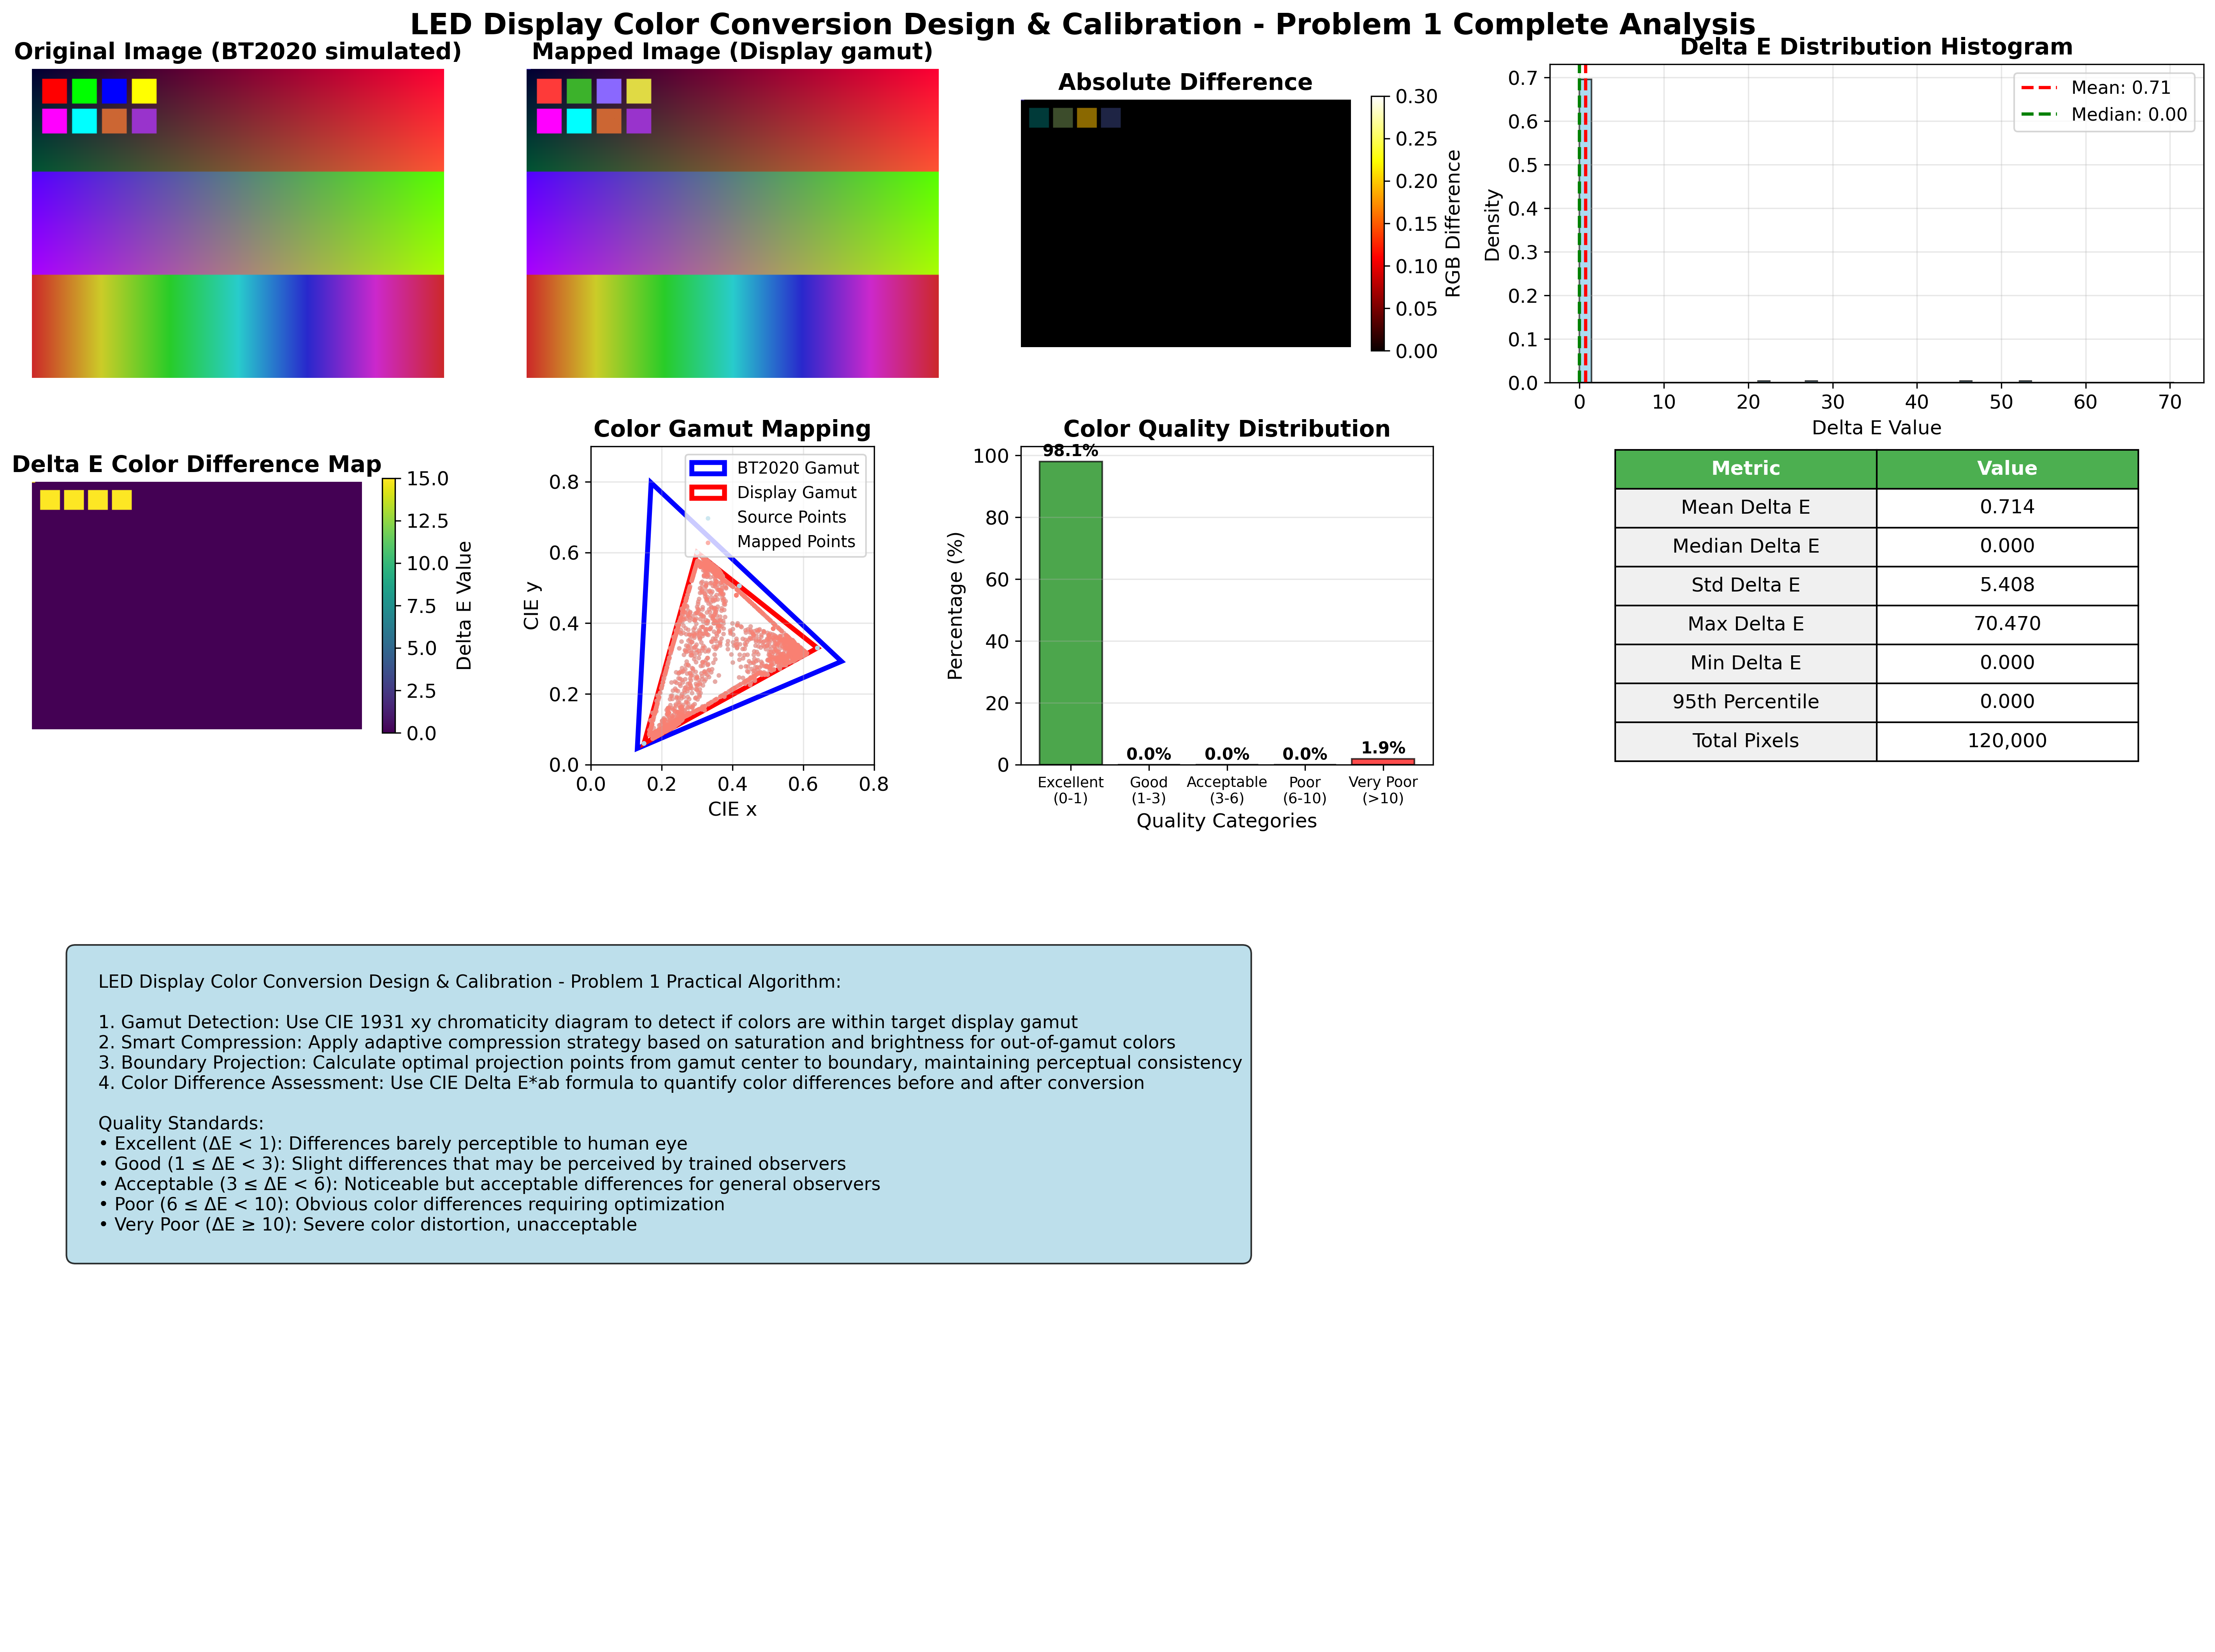 LED Display Color Conversion Design & Calibration - Problem 1 Complete Analysis
Original Image (BT2020 simulated)
Mapped Image (Display gamut)
Absolute Difference
0.30
0.25
0.20
0.15
0.10
0.05
0.00
RGB Difference
Delta E Distribution Histogram
Mean: 0.71
Median: 0.00
0.7
0.6
0.5
0.4
0.3
0.2
0.1
0.0
Density
0 10 20 30 40 50 60 70
Delta E Value
Delta E Color Difference Map
15.0
12.5
10.0
7.5
5.0
2.5
0.0
Delta E Value
Color Gamut Mapping
BT2020 Gamut
Display Gamut
Source Points
Mapped Points
0.8
0.6
0.4
0.2
0.0
CIE y
0.0 0.2 0.4 0.6 0.8
CIE x
Color Quality Distribution
100
80
60
40
20
0
Percentage (%)
98.1%
0.0% 0.0% 0.0% 1.9%
Excellent Good Acceptable Poor Very Poor
(0-1) (1-3) (3-6) (6-10) (>10)
Quality Categories
Metric Value
Mean Delta E 0.714
Median Delta E 0.000
Std Delta E 5.408
Max Delta E 70.470
Min Delta E 0.000
95th Percentile 0.000
Total Pixels 120,000
LED Display Color Conversion Design & Calibration - Problem 1 Practical Algorithm:
1. Gamut Detection: Use CIE 1931 xy chromaticity diagram to detect if colors are within target display gamut
2. Smart Compression: Apply adaptive compression strategy based on saturation and brightness for out-of-gamut colors
3. Boundary Projection: Calculate optimal projection points from gamut center to boundary, maintaining perceptual consistency
4. Color Difference Assessment: Use CIE Delta E*ab formula to quantify color differences before and after conversion
Quality Standards:
• Excellent (ΔE < 1): Differences barely perceptible to human eye
• Good (1 ≤ ΔE < 3): Slight differences that may be perceived by trained observers
• Acceptable (3 ≤ ΔE < 6): Noticeable but acceptable differences for general observers
• Poor (6 ≤ ΔE < 10): Obvious color differences requiring optimization
• Very Poor (ΔE ≥ 10): Severe color distortion, unacceptable